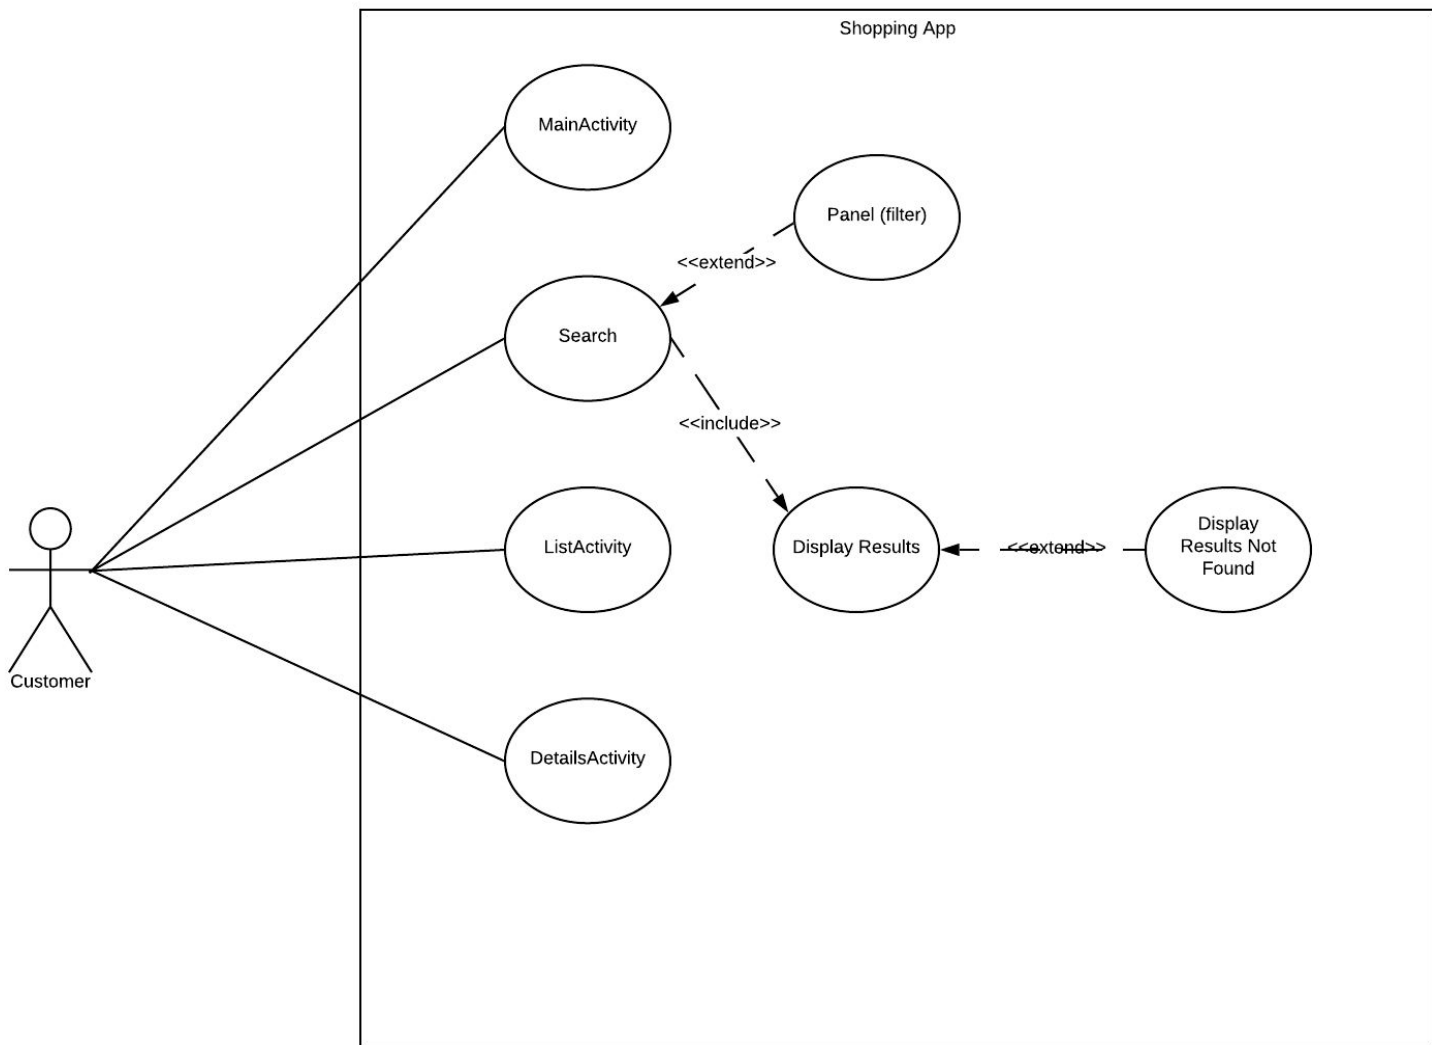 Shopping App
MainActivity
Panel (filter)
<<extend>>
Search
<<include>>
ListActivity
Display Results
<<extend>>
Display
Results Not
Found
Customer
DetailsActivity